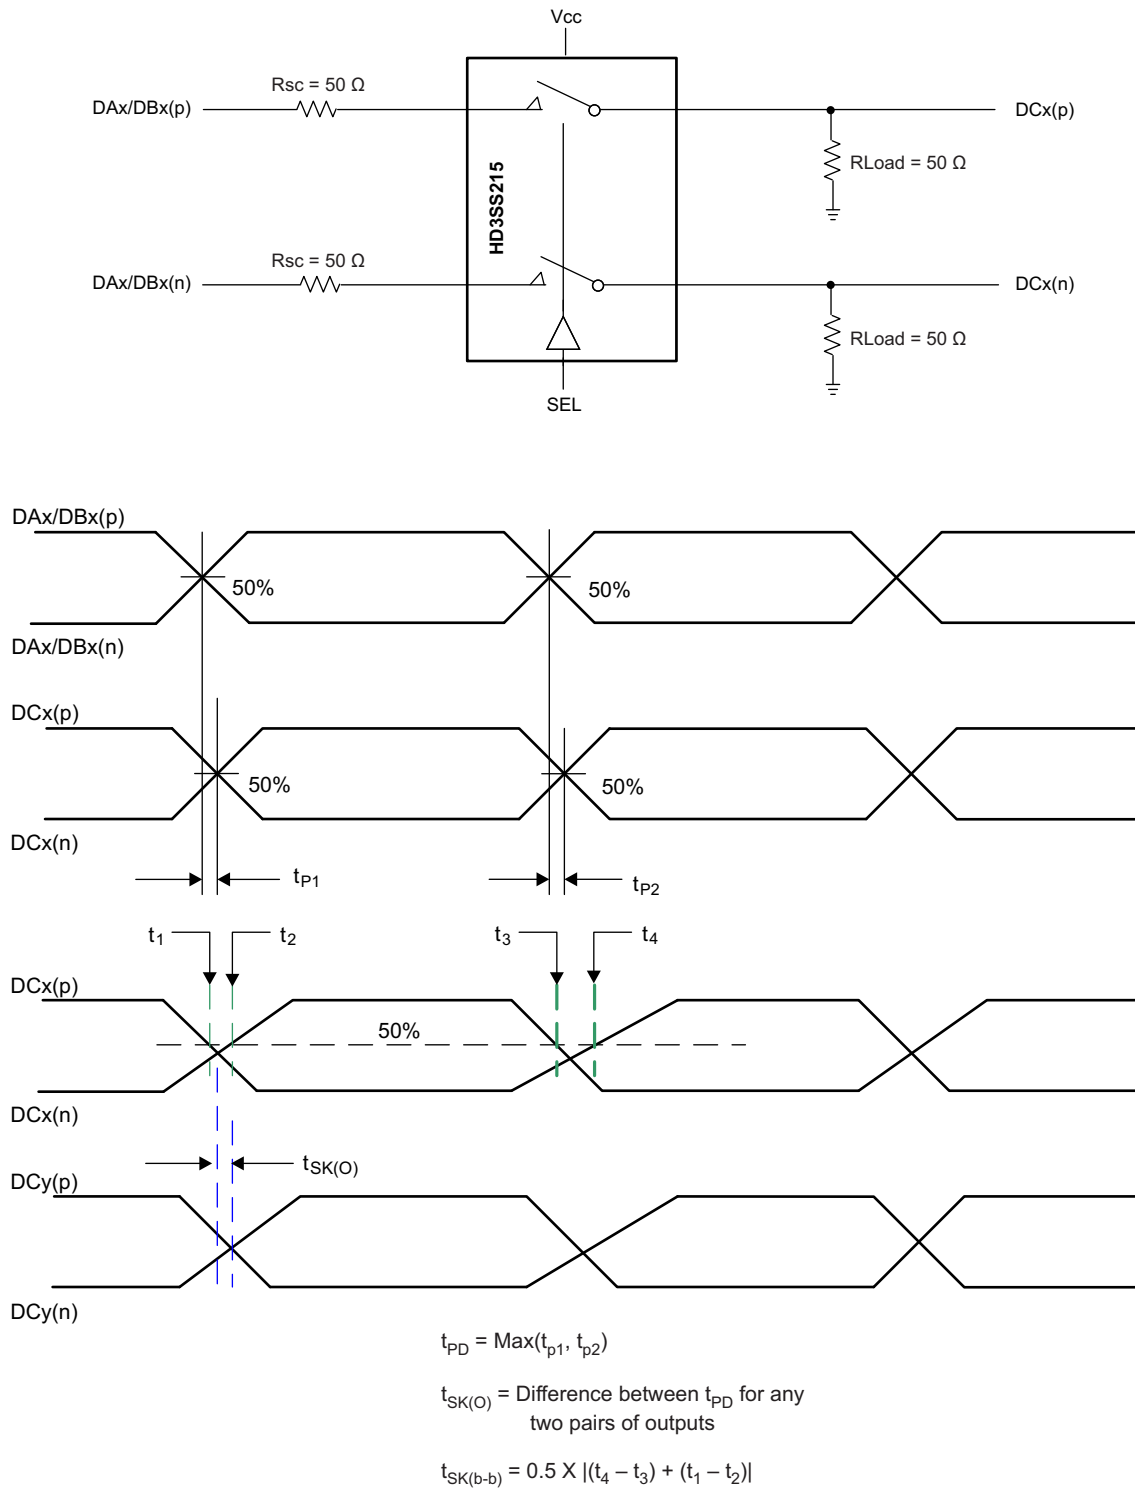 Vcc
Rsc = 50 Ω
DAx/DBx(p)
DCx(p)
RLoad = 50 Ω
HD3SS215
Rsc = 50 Ω
DAx/DBx(n)
DCx(n)
RLoad = 50 Ω
SEL
DAx/DBx(p)
50%
50%
DAx/DBx(n)
DCx(p)
50%
50%
DCx(n)
tP1
tP2
t1
t2
t3
t4
DCx(p)
50%
DCx(n)
tSK(O)
DCy(p)
DCy(n)
tPD = Max(tp1, tp2)
tSK(O) = Difference between tPD for any
two pairs of outputs
tSK(b-b) = 0.5 X |(t4 – t3) + (t1 – t2)|